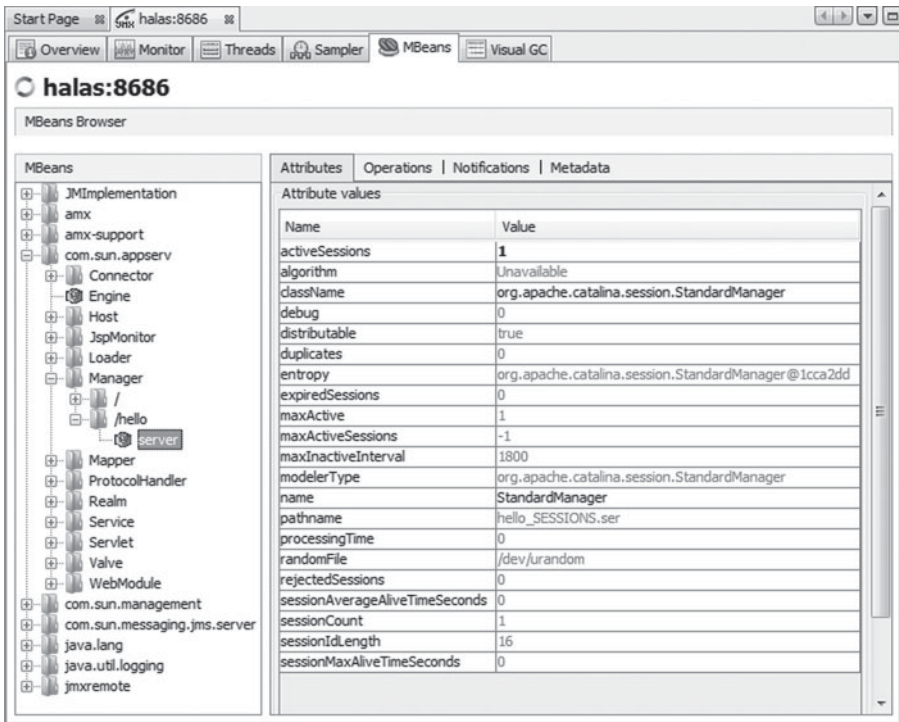 Start Page halas:8686
Overview Monitor Threads Sampler MBeans Visual GC
halas:8686
MBeans Browser
MBeans
JMImplementation
amx
amx-support
com.sun.appserv
Connector
Engine
Host
JspMonitor
Loader
Manager
/
/hello
server
Mapper
ProtocolHandler
Realm
Service
Servlet
Valve
WebModule
com.sun.management
com.sun.messaging.jms.server
java.lang
java.util.logging
jmxremote
Attributes Operations | Notifications | Metadata
Attribute values
Name Value
activeSessions 1
algorithm Unavailable
className org.apache.catalina.session.StandardManager
debug 0
distributable true
duplicates 0
entropy org.apache.catalina.session.StandardManager@1cca2dd
expiredSessions 0
maxActive 1
maxActiveSessions -1
maxInactiveInterval 1800
modelerType org.apache.catalina.session.StandardManager
name StandardManager
pathname hello_SESSIONS.ser
processingTime 0
randomFile /dev/urandom
rejectedSessions 0
sessionAverageAliveTimeSeconds 0
sessionCount 1
sessionIdLength 16
sessionMaxAliveTimeSeconds 0